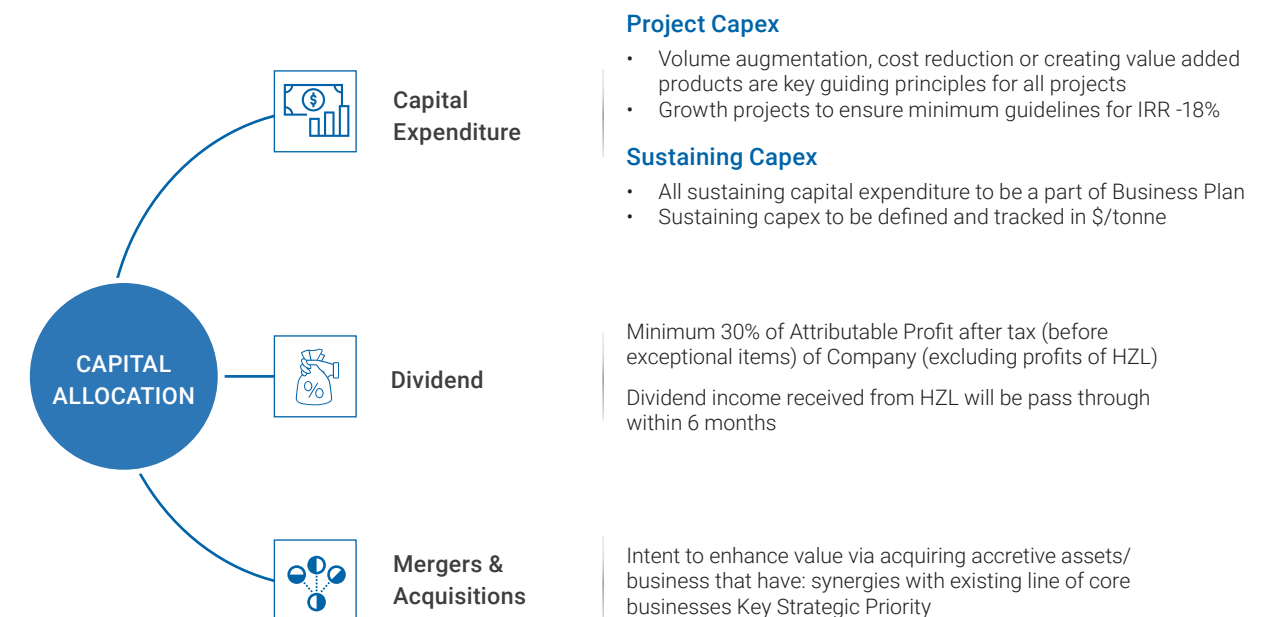 CAPITAL
ALLOCATION
$
Capital
Expenditure
Project Capex
• Volume augmentation, cost reduction or creating value added
products are key guiding principles for all projects
• Growth projects to ensure minimum guidelines for IRR -18%
Sustaining Capex
• All sustaining capital expenditure to be a part of Business Plan
• Sustaining capex to be defined and tracked in $/tonne
%
Dividend
Minimum 30% of Attributable Profit after tax (before
exceptional items) of Company (excluding profits of HZL)
Dividend income received from HZL will be pass through
within 6 months
Mergers &
Acquisitions
Intent to enhance value via acquiring accretive assets/
business that have: synergies with existing line of core
businesses Key Strategic Priority